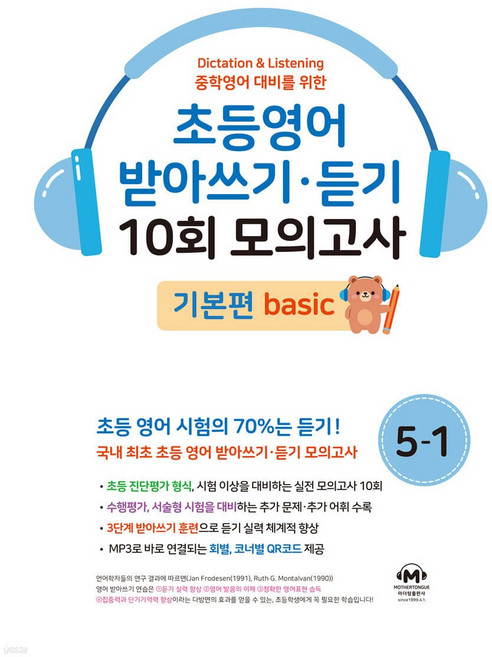 Dictation & Listening
중학영어 대비를 위한
초등영어
받아쓰기·듣기
10회 모의고사
기본편 basic
5-1
초등 영어 시험의 70%는 듣기!
국내 최초 초등 영어 받아쓰기·듣기 모의고사
• 초등 진단평가 형식, 시험 이상을 대비하는 실전 모의고사 10회
• 수행평가, 서술형 시험을 대비하는 추가 문제·추가 어휘 수록
• 3단계 받아쓰기 훈련으로 듣기 실력 체계적 향상
• MP3로 바로 연결되는 회별, 코너별 QR코드 제공
언어학자들의 연구 결과에 따르면(Jan Frodesen(1991), Ruth G. Montalvan(1990))
영어 받아쓰기 연습은 ①듣기 실력 향상 ②영어 발음의 이해 ③정확한 영어표현 습득
④집중력과 단기기억력 향상이라는 다방면의 효과를 얻을 수 있는, 초등학생에게 꼭 필요한 학습입니다!
M
MOTHERTONGUE
마더텅출판사
since1999.4.1.